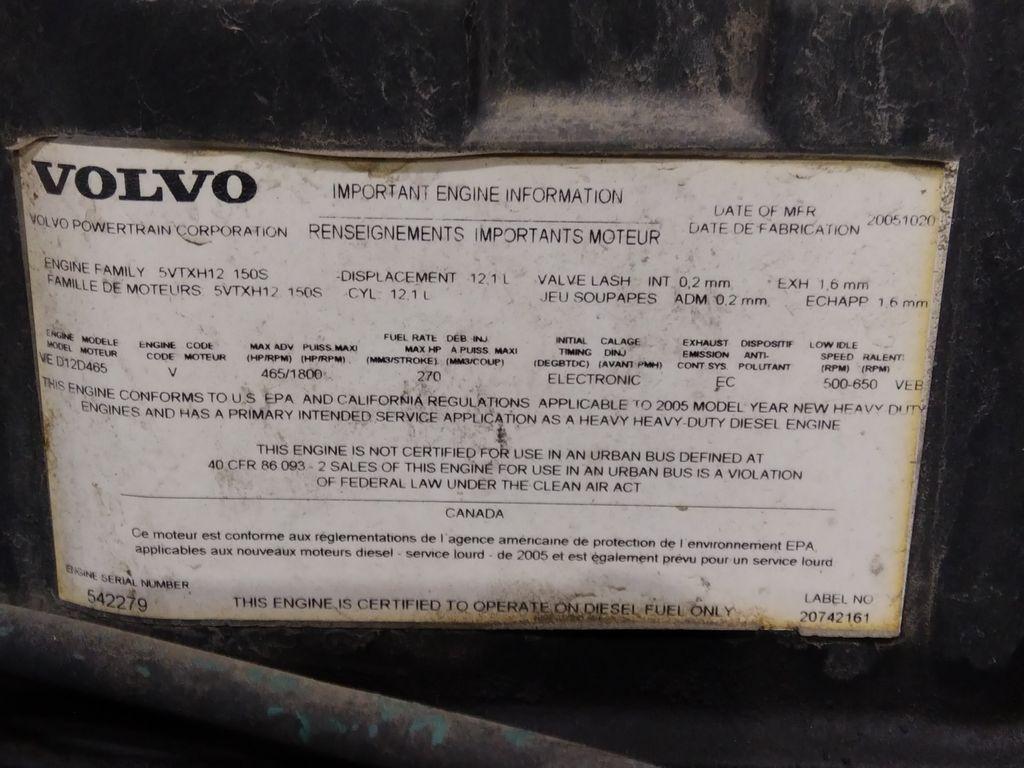 VOLVO
IMPORTANT ENGINE INFORMATION
DATE OF MFR
VOLVO POWERTRAIN CORPORATION
RENSEIGNEMENTS IMPORTANTS MOTEUR
DATE DE FABRICATION 20051020
ENGINE FAMILY 5VTXH12 150S DISPLACEMENT 12,1 L VALVE LASH INT 0,2 mm EXH 1,6 mm
FAMILLE DE MOTEURS 5VTXH12 150S CYL 12,1 L JEU SOUPAPES ADM 0,2 mm ECHAPP 1,6 mm
ENGINE MODELE
MODEL MOTEUR
VE D12D465
ENGINE CODE
CODE MOTEUR
V
MAX ADV PUISS.MAXI
(HP/RPM) (HP/RPM)
465/1800
FUEL RATE DEB INJ
MAX HP A PUISS. MAXI
(MM3/STROKE) (MM3/COUP)
270
INITIAL CALAGE
TIMING DINJ
(DEGBTDC) (AVANT PMH)
ELECTRONIC
EXHAUST DISPOSITIF
EMISSION ANTI-
CONT SYS. POLUTANT
EC
LOW IDLE
SPEED RALENTI
(RPM) (RPM)
500-650 VEB
THIS ENGINE CONFORMS TO U.S EPA AND CALIFORNIA REGULATIONS APPLICABLE TO 2005 MODEL YEAR NEW HEAVY DUTY
ENGINES AND HAS A PRIMARY INTENDED SERVICE APPLICATION AS A HEAVY HEAVY-DUTY DIESEL ENGINE
THIS ENGINE IS NOT CERTIFIED FOR USE IN AN URBAN BUS DEFINED AT
40 CFR 86 093 - 2 SALES OF THIS ENGINE FOR USE IN AN URBAN BUS IS A VIOLATION
OF FEDERAL LAW UNDER THE CLEAN AIR ACT
CANADA
Ce moteur est conforme aux réglementations de l agence americaine de protection de l environnement EPA
applicables aux nouveaux moteurs diesel - service lourd - de 2005 et est également prévu pour un service lourd
ENGINE SERIAL NUMBER
542279
THIS ENGINE IS CERTIFIED TO OPERATE ON DIESEL FUEL ONLY
LABEL NO
20742161